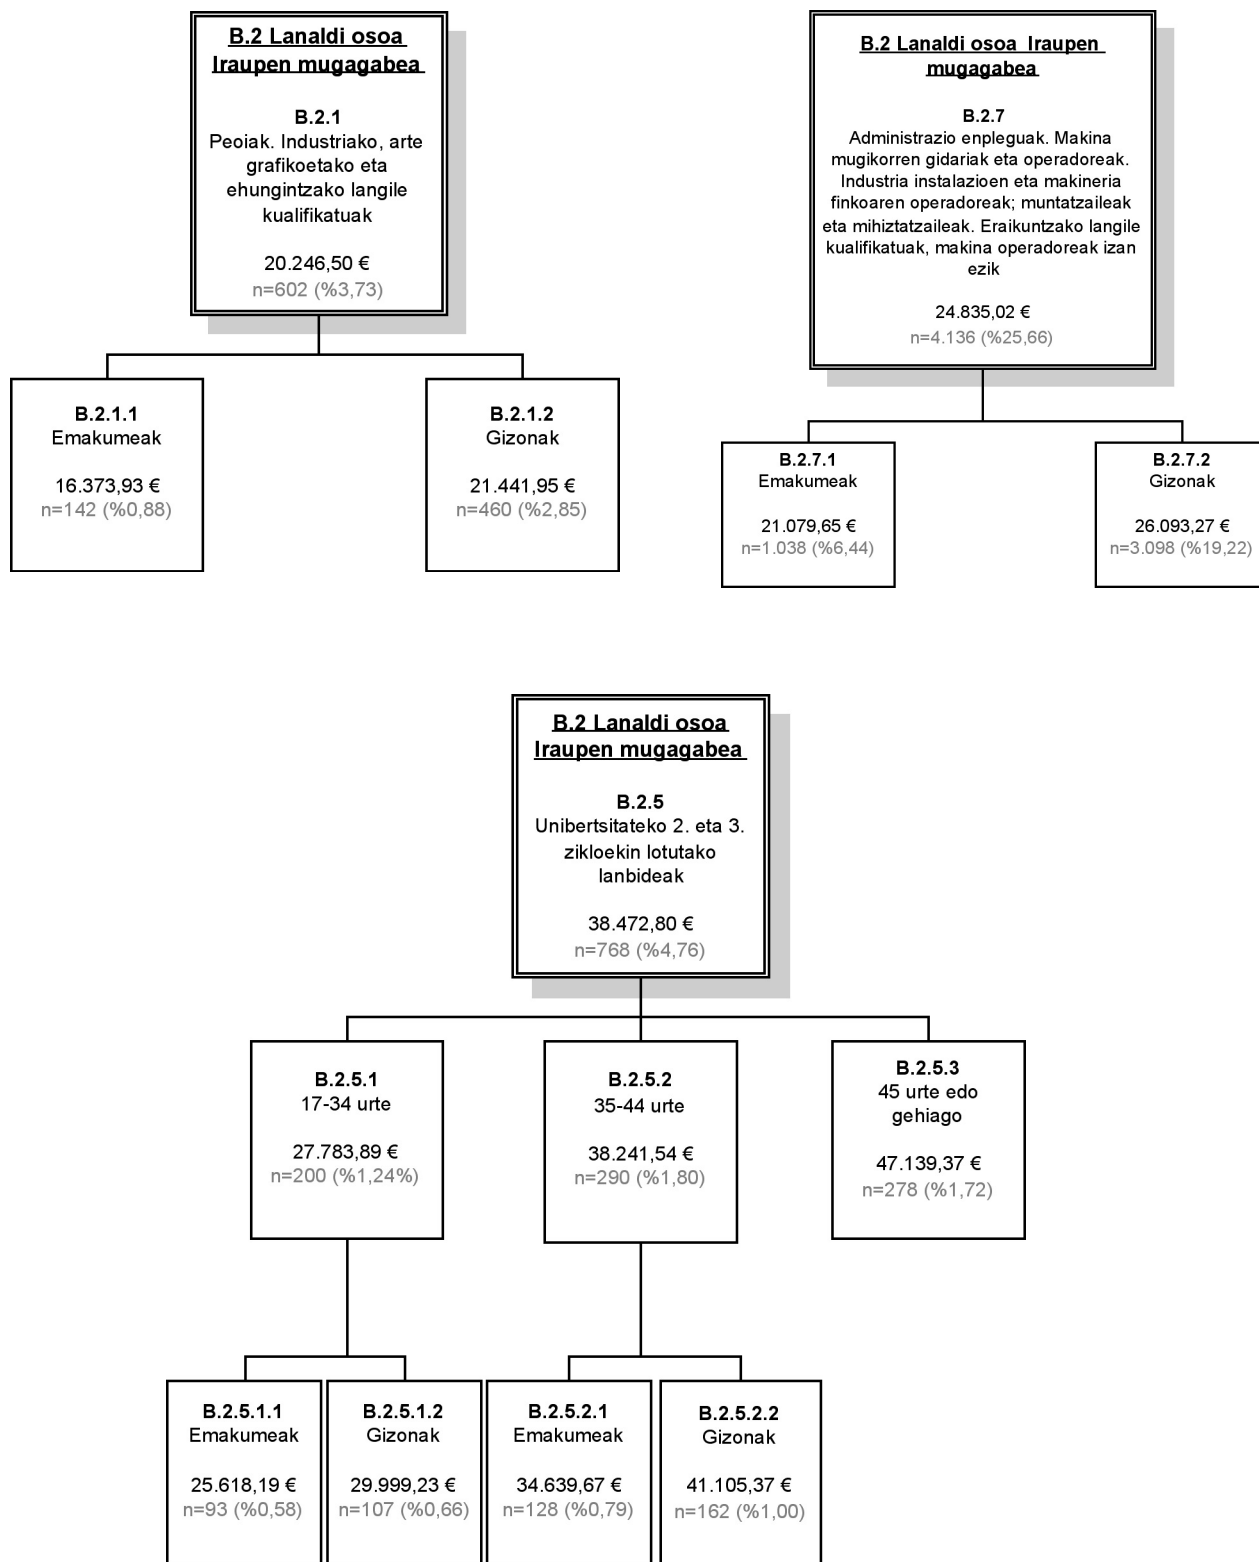 B.2 Lanaldi osoa
Iraupen mugagabea
B.2.1
Peoiak. Industriako, arte
grafikoetako eta
ehungintzako langile
kualifikatuak
20.246,50 €
n=602 (%3,73)
B.2.1.1
Emakumeak
16.373,93 €
n=142 (%0,88)
B.2.1.2
Gizonak
21.441,95 €
n=460 (%2,85)
B.2 Lanaldi osoa Iraupen
mugagabea
B.2.7
Administrazio enpleguak. Makina
mugikorren gidariak eta operadoreak.
Industria instalazioen eta makineria
finkoaren operadoreak; muntatzaileak
eta mihiztatzaileak. Eraikuntzako langile
kualifikatuak, makina operadoreak izan
ezik
24.835,02 €
n=4.136 (%25,66)
B.2.7.1
Emakumeak
21.079,65 €
n=1.038 (%6,44)
B.2.7.2
Gizonak
26.093,27 €
n=3.098 (%19,22)
B.2 Lanaldi osoa
Iraupen mugagabea
B.2.5
Unibertsitateko 2. eta 3.
zikloekin lotutako
lanbideak
38.472,80 €
n=768 (%4,76)
B.2.5.1
17-34 urte
27.783,89 €
n=200 (%1,24%)
B.2.5.2
35-44 urte
38.241,54 €
n=290 (%1,80)
B.2.5.3
45 urte edo
gehiago
47.139,37 €
n=278 (%1,72)
B.2.5.1.1
Emakumeak
25.618,19 €
n=93 (%0,58)
B.2.5.1.2
Gizonak
29.999,23 €
n=107 (%0,66)
B.2.5.2.1
Emakumeak
34.639,67 €
n=128 (%0,79)
B.2.5.2.2
Gizonak
41.105,37 €
n=162 (%1,00)